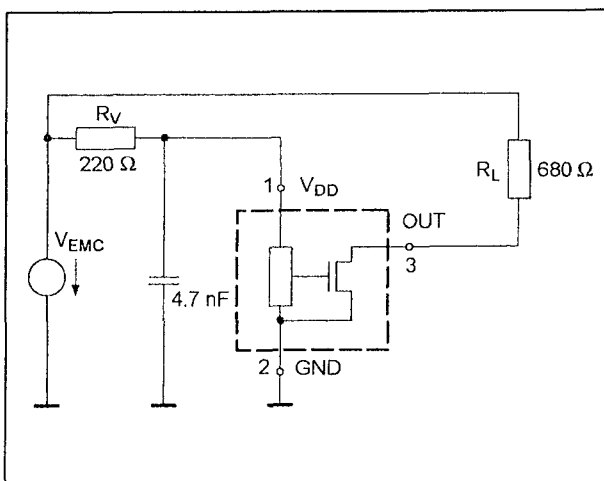 R_V
220 Ω
1 V_DD
R_L 680 Ω
OUT
3
V_EMC
4.7 nF
2 GND